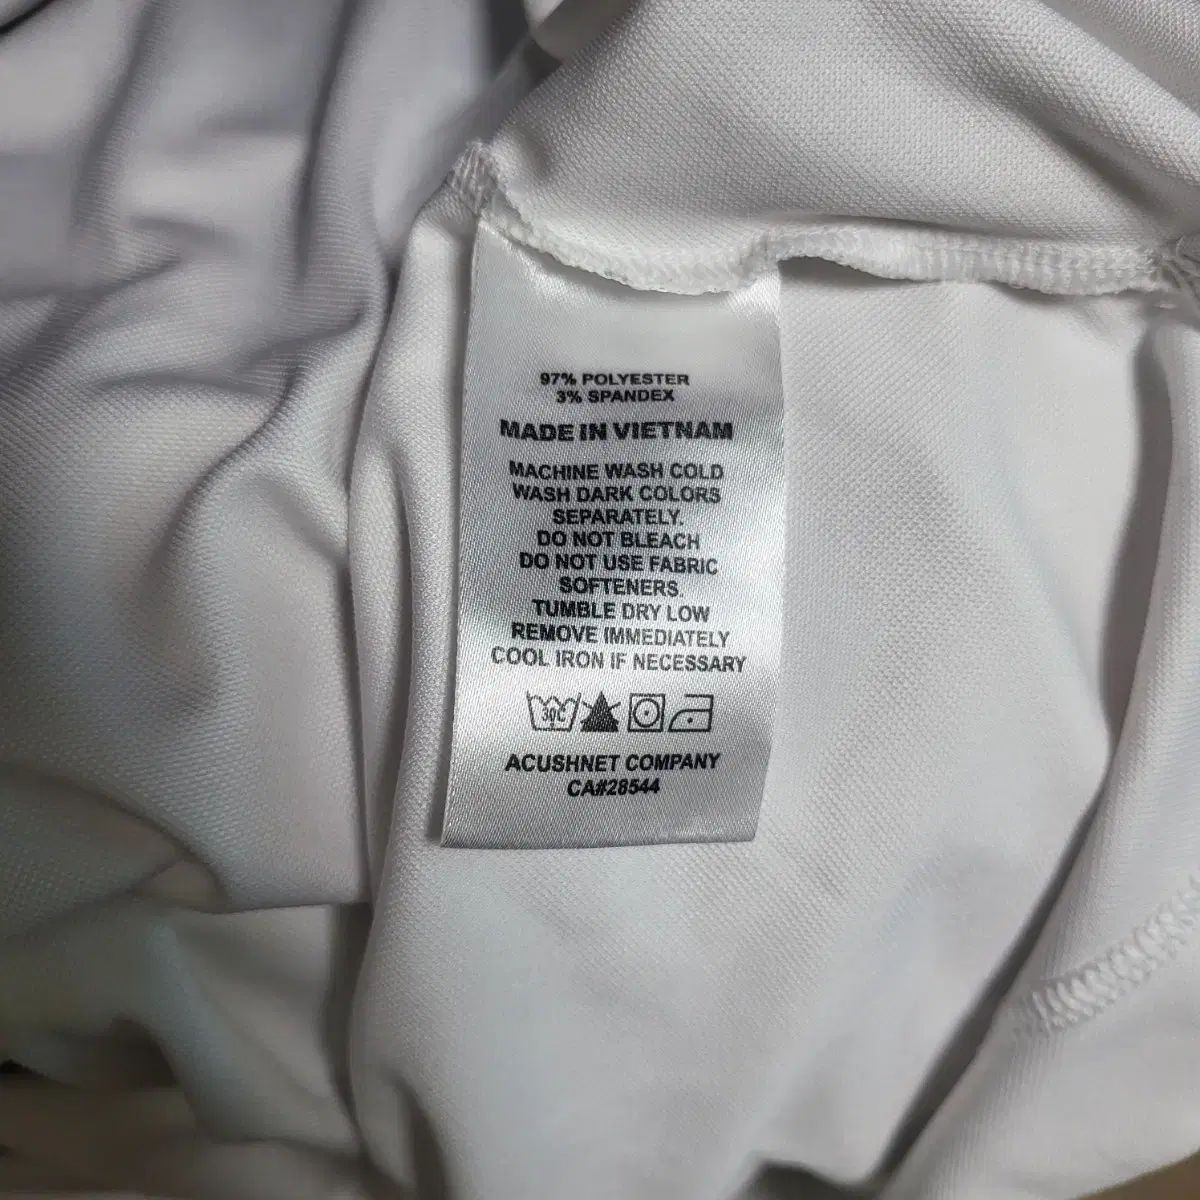 97% POLYESTER
3% SPANDEX
MADE IN VIETNAM
MACHINE WASH COLD
WASH DARK COLORS
SEPARATELY.
DO NOT BLEACH
DO NOT USE FABRIC
SOFTENERS
TUMBLE DRY LOW
REMOVE IMMEDIATELY
COOL IRON IF NECESSARY
30C
ACUSHNET COMPANY
CA#28544